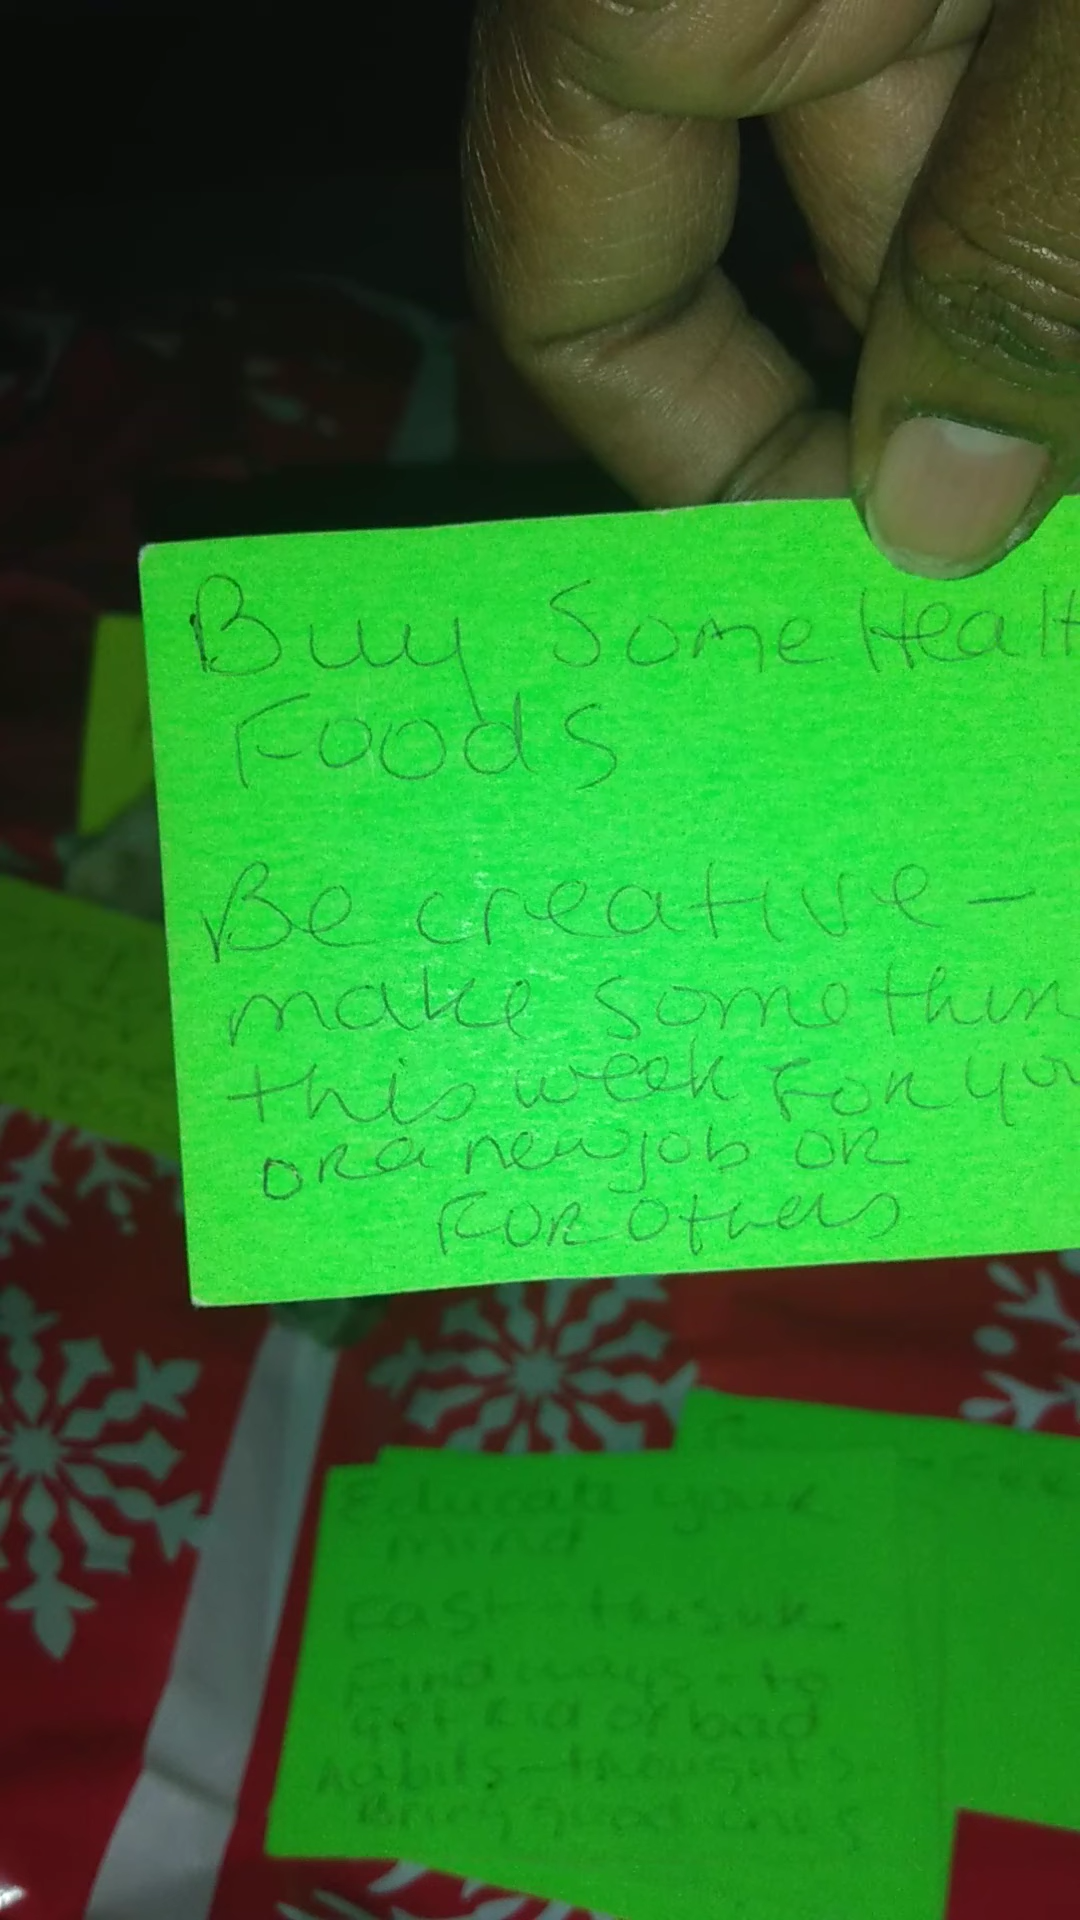 Buy Some Healt
Foods
Be creative -
make somethin
this week For you
or a new job or
For others
Educate your
mind
Fast - this wk.
Find ways - to
get rid of bad
habits - thoughts -
Bring good ones